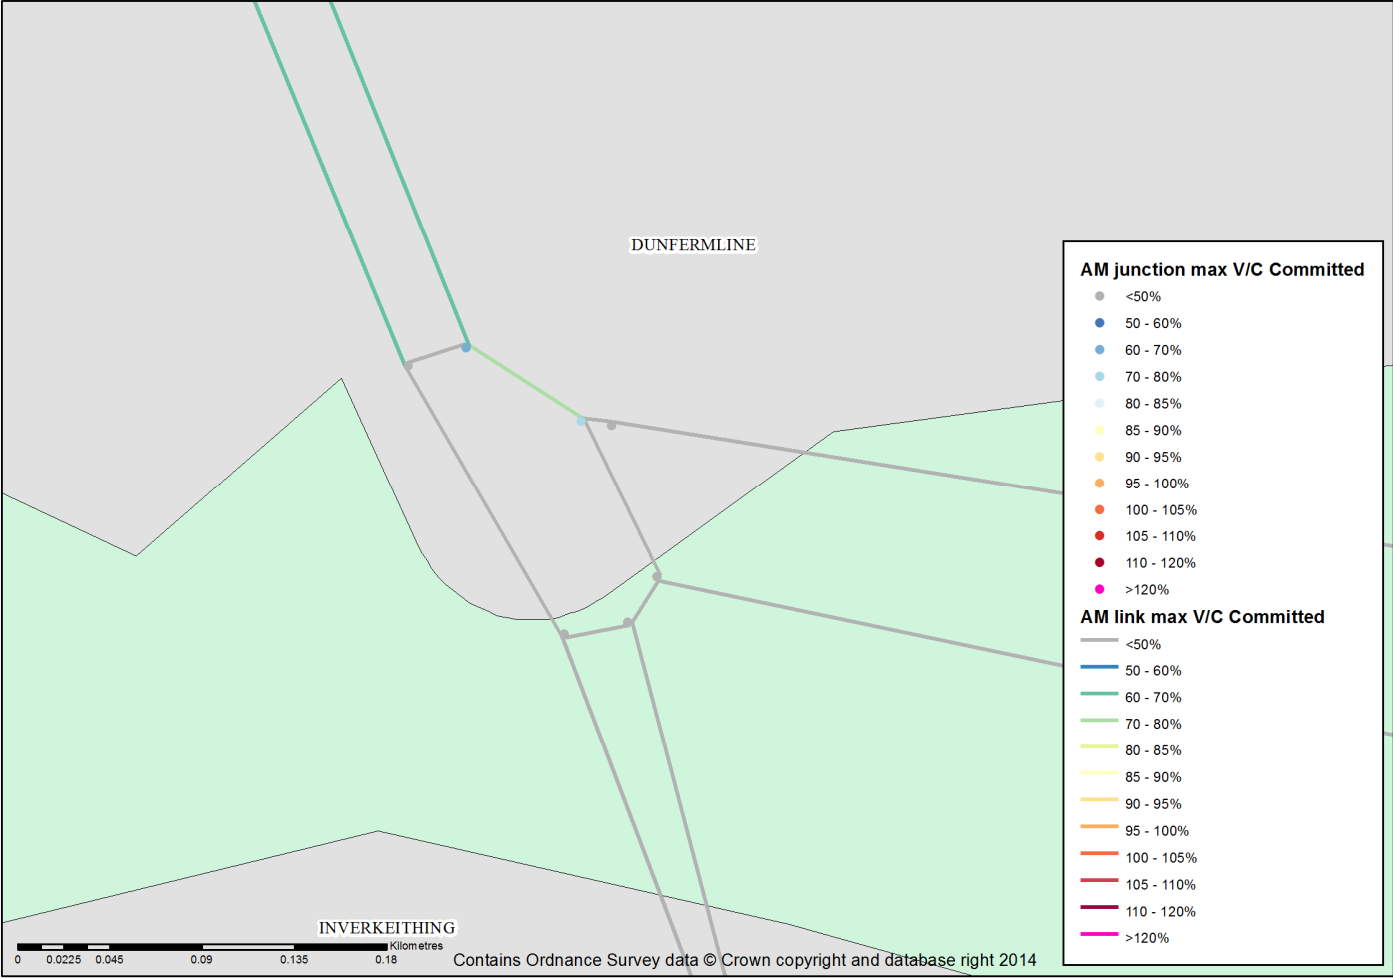 DUNFERMLINE
AM junction max V/C Committed
<50%
50 - 60%
60 - 70%
70 - 80%
80 - 85%
85 - 90%
90 - 95%
95 - 100%
100 - 105%
105 - 110%
110 - 120%
>120%
AM link max V/C Committed
<50%
50 - 60%
60 - 70%
70 - 80%
80 - 85%
85 - 90%
90 - 95%
95 - 100%
100 - 105%
105 - 110%
110 - 120%
>120%
INVERKEITHING
Kilometres
0 0.0225 0.045 0.09 0.135 0.18
Contains Ordnance Survey data © Crown copyright and database right 2014